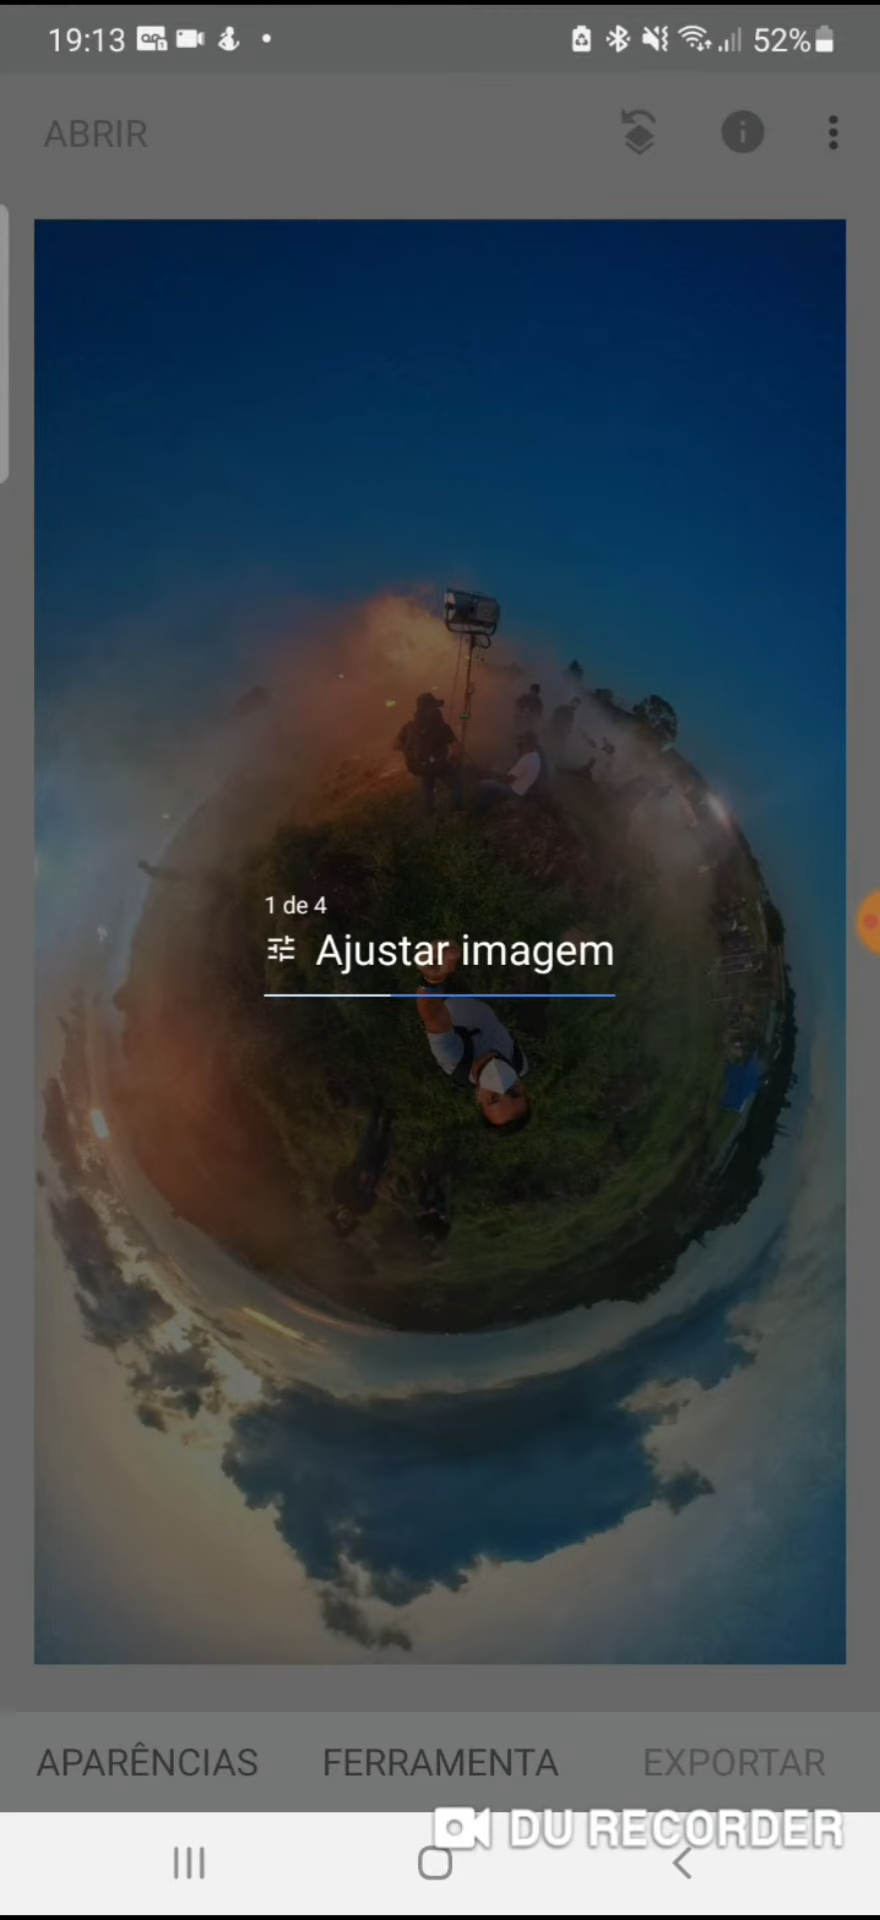 19:13
52%
ABRIR
1 de 4
Ajustar imagem
APARÊNCIAS FERRAMENTA EXPORTAR
DU RECORDER